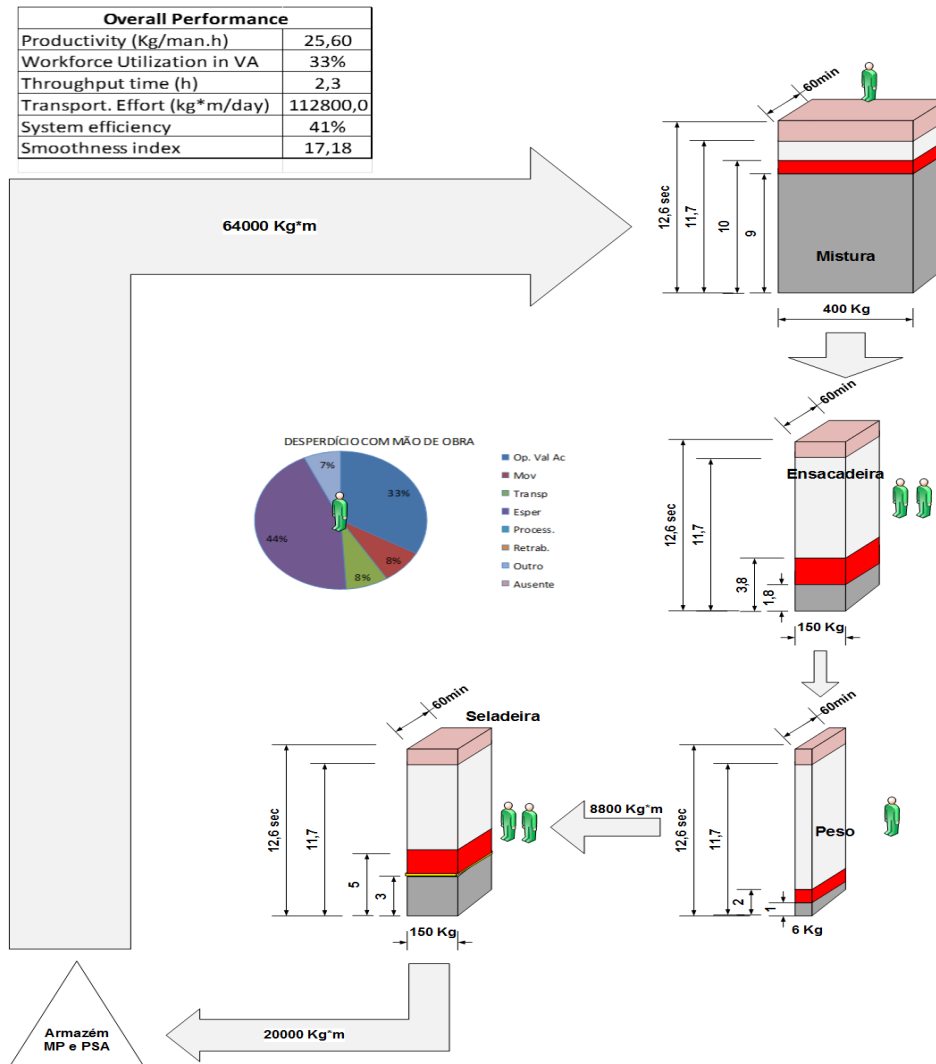 Overall Performance
Productivity (Kg/man.h) 25,60
Workforce Utilization in VA 33%
Throughput time (h) 2,3
Transport. Effort (kg*m/day) 112800,0
System efficiency 41%
Smoothness index 17,18
64000 Kg*m
60min
12,6 sec
11,7
10
9
Mistura
400 Kg
60min
12,6 sec
11,7
3,8
1,8
Ensacadeira
150 Kg
DESPERDÍCIO COM MÃO DE OBRA
7%
33%
44%
8%
8%
Op. Val Ac
Mov
Transp
Esper
Process.
Retrab.
Outro
Ausente
60min
12,6 sec
11,7
2
1
Peso
6 Kg
8800 Kg*m
60min
Seladeira
12,6 sec
11,7
5
3
150 Kg
20000 Kg*m
Armazém
MP e PSA